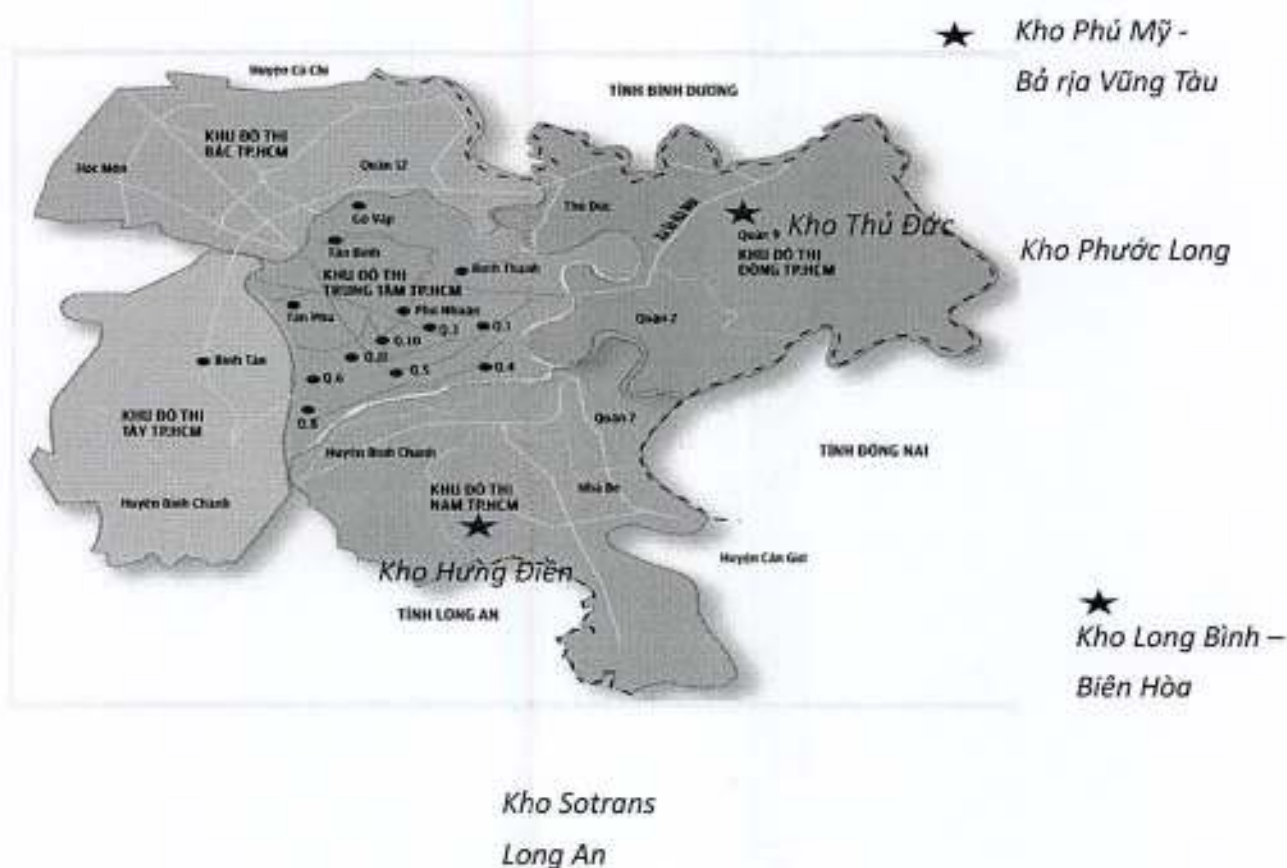 Kho Phú Mỹ -
Bả rịa Vũng Tàu
Huyện Củ Chi
TỈNH BÌNH DƯƠNG
KHU ĐÔ THỊ
BẮC TP.HCM
Hóc Môn
Quận 12
Thủ Đức
Gò Vấp
Quận 9
Kho Thủ Đức
KHU ĐÔ THỊ
ĐÔNG TP.HCM
Kho Phước Long
Tân Bình
Bình Thạnh
KHU ĐÔ THỊ
TRUNG TÂM TP.HCM
Tân Phú
Phú Nhuận
Quận 2
Q.3
Q.1
Q.10
Q.11
Bình Tân
Q.6
Q.5
Q.4
Q.8
KHU ĐÔ THỊ
TÂY TP.HCM
Quận 7
Huyện Bình Chánh
TỈNH ĐỒNG NAI
KHU ĐÔ THỊ
NAM TP.HCM
Nhà Bè
Huyện Bình Chánh
Huyện Cần Giờ
Kho Hưng Điền
TỈNH LONG AN
Kho Long Bình –
Biên Hòa
Kho Sotrans
Long An